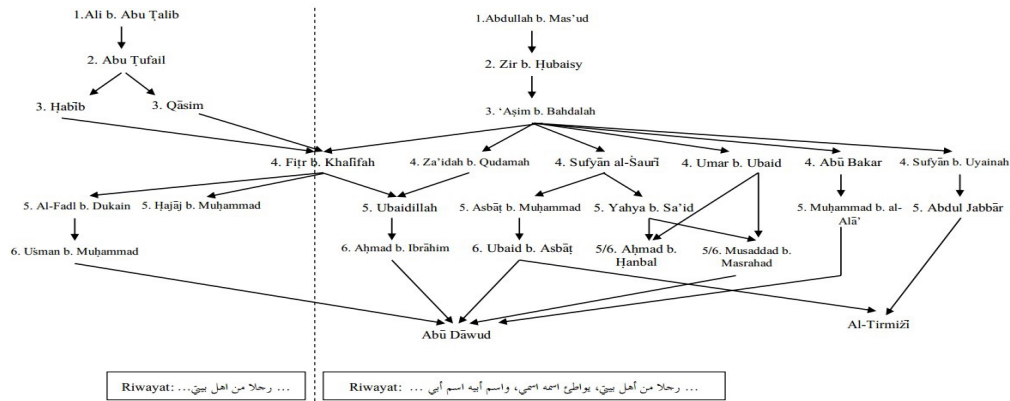 1.Ali b. Abu Ṭalib
1.Abdullah b. Mas'ud
2. Abu Ṭufail
2. Zir b. Ḥubaisy
3. Ḥabīb
3. Qāsim
3. 'Aṣim b. Bahdalah
4. Fiṭr b. Khalīfah
4. Za'idah b. Qudamah
4. Sufyān al-Šaurī
4. Umar b. Ubaid
4. Abū Bakar
4. Sufyān b. Uyainah
5. Al-Fadl b. Dukain
5. Ḥajāj b. Muḥammad
5. Ubaidillah
5. Asbāṭ b. Muḥammad
5. Yahya b. Sa'id
5. Muḥammad b. al-
Alā'
5. Abdul Jabbār
6. Ušman b. Muḥammad
6. Aḥmad b. Ibrāhim
6. Ubaid b. Asbāṭ
5/6. Aḥmad b.
Ḥanbal
5/6. Musaddad b.
Masrahad
Abū Dāwud
Al-Tirmiżī
Riwayat: ... رجلا من اهل بيتي...
Riwayat: ... رجلا من أهل بيتي، يواطئ اسمه اسمي، واسم أبيه اسم أبي ...